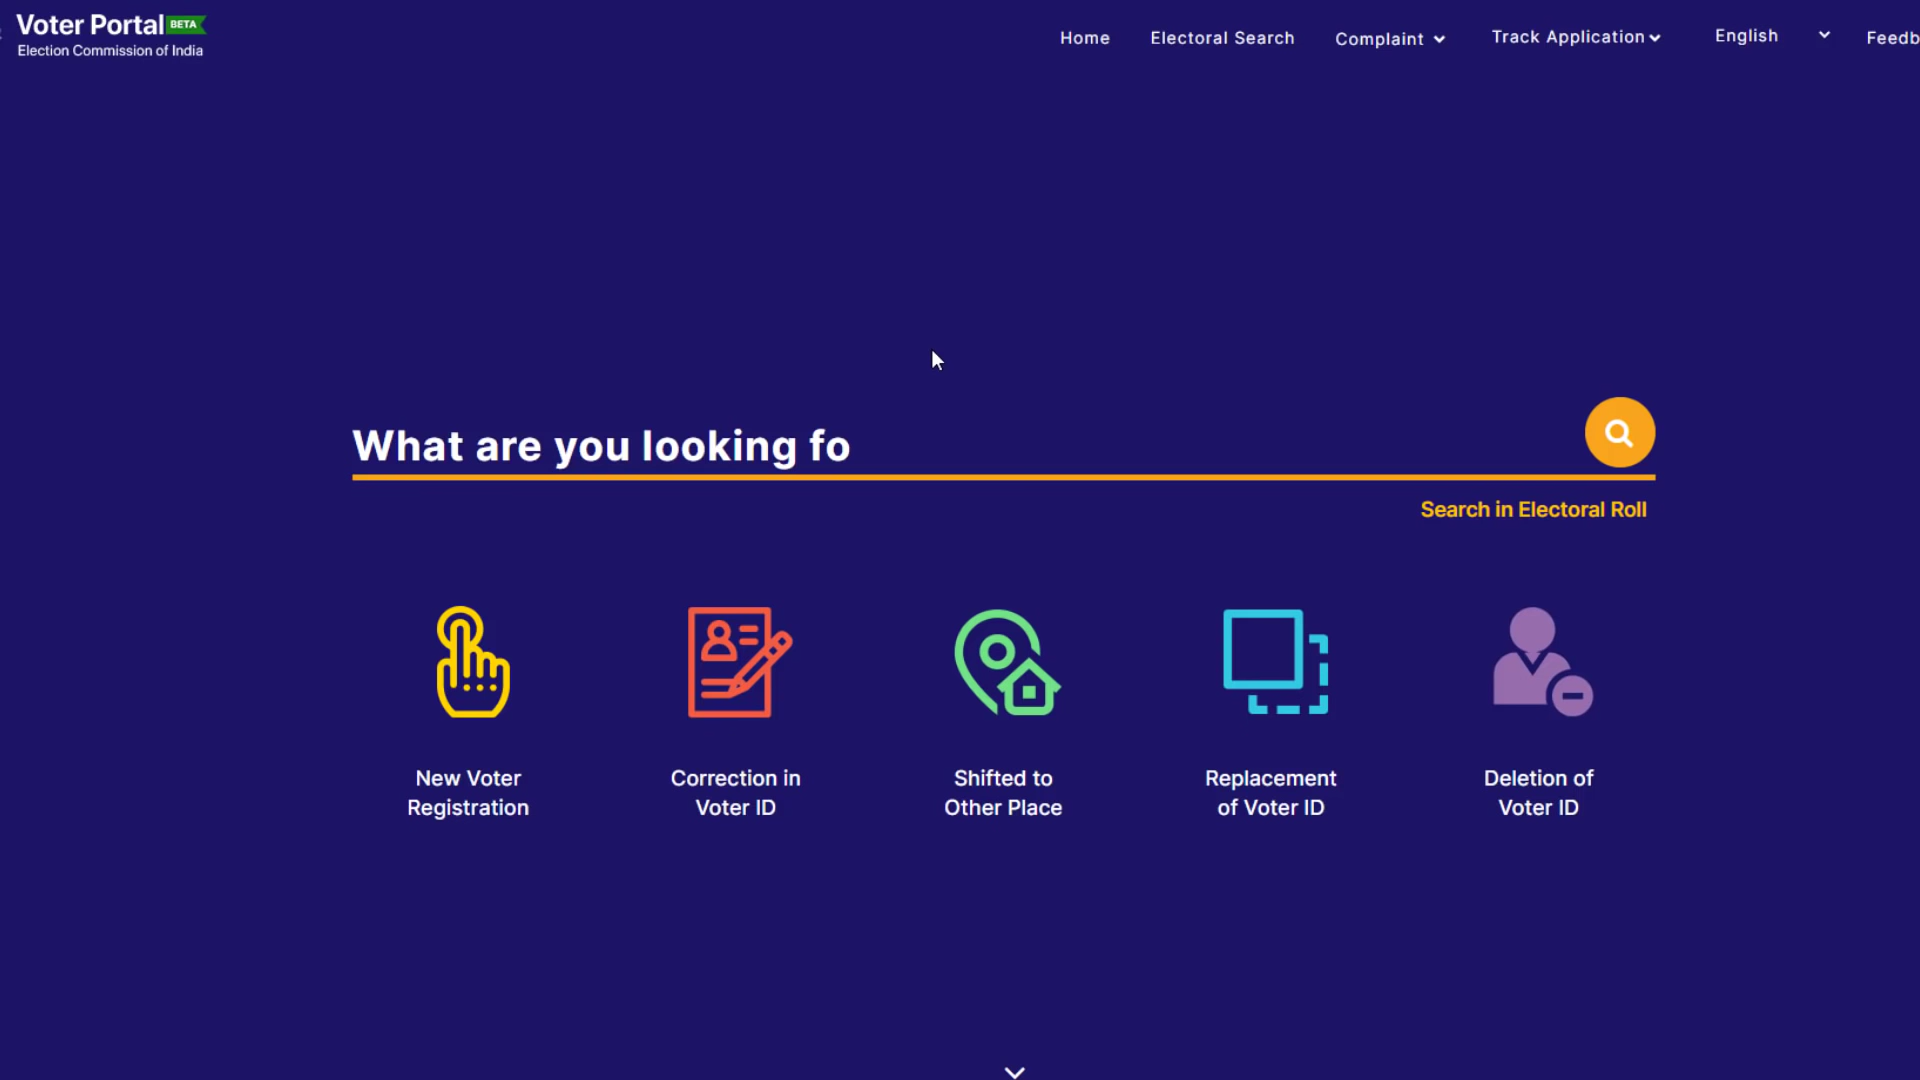 Voter Portal BETA
Election Commission of India
Home Electoral Search Complaint Track Application English Feedb
What are you looking fo
Search in Electoral Roll
New Voter
Registration
Correction in
Voter ID
Shifted to
Other Place
Replacement
of Voter ID
Deletion of
Voter ID